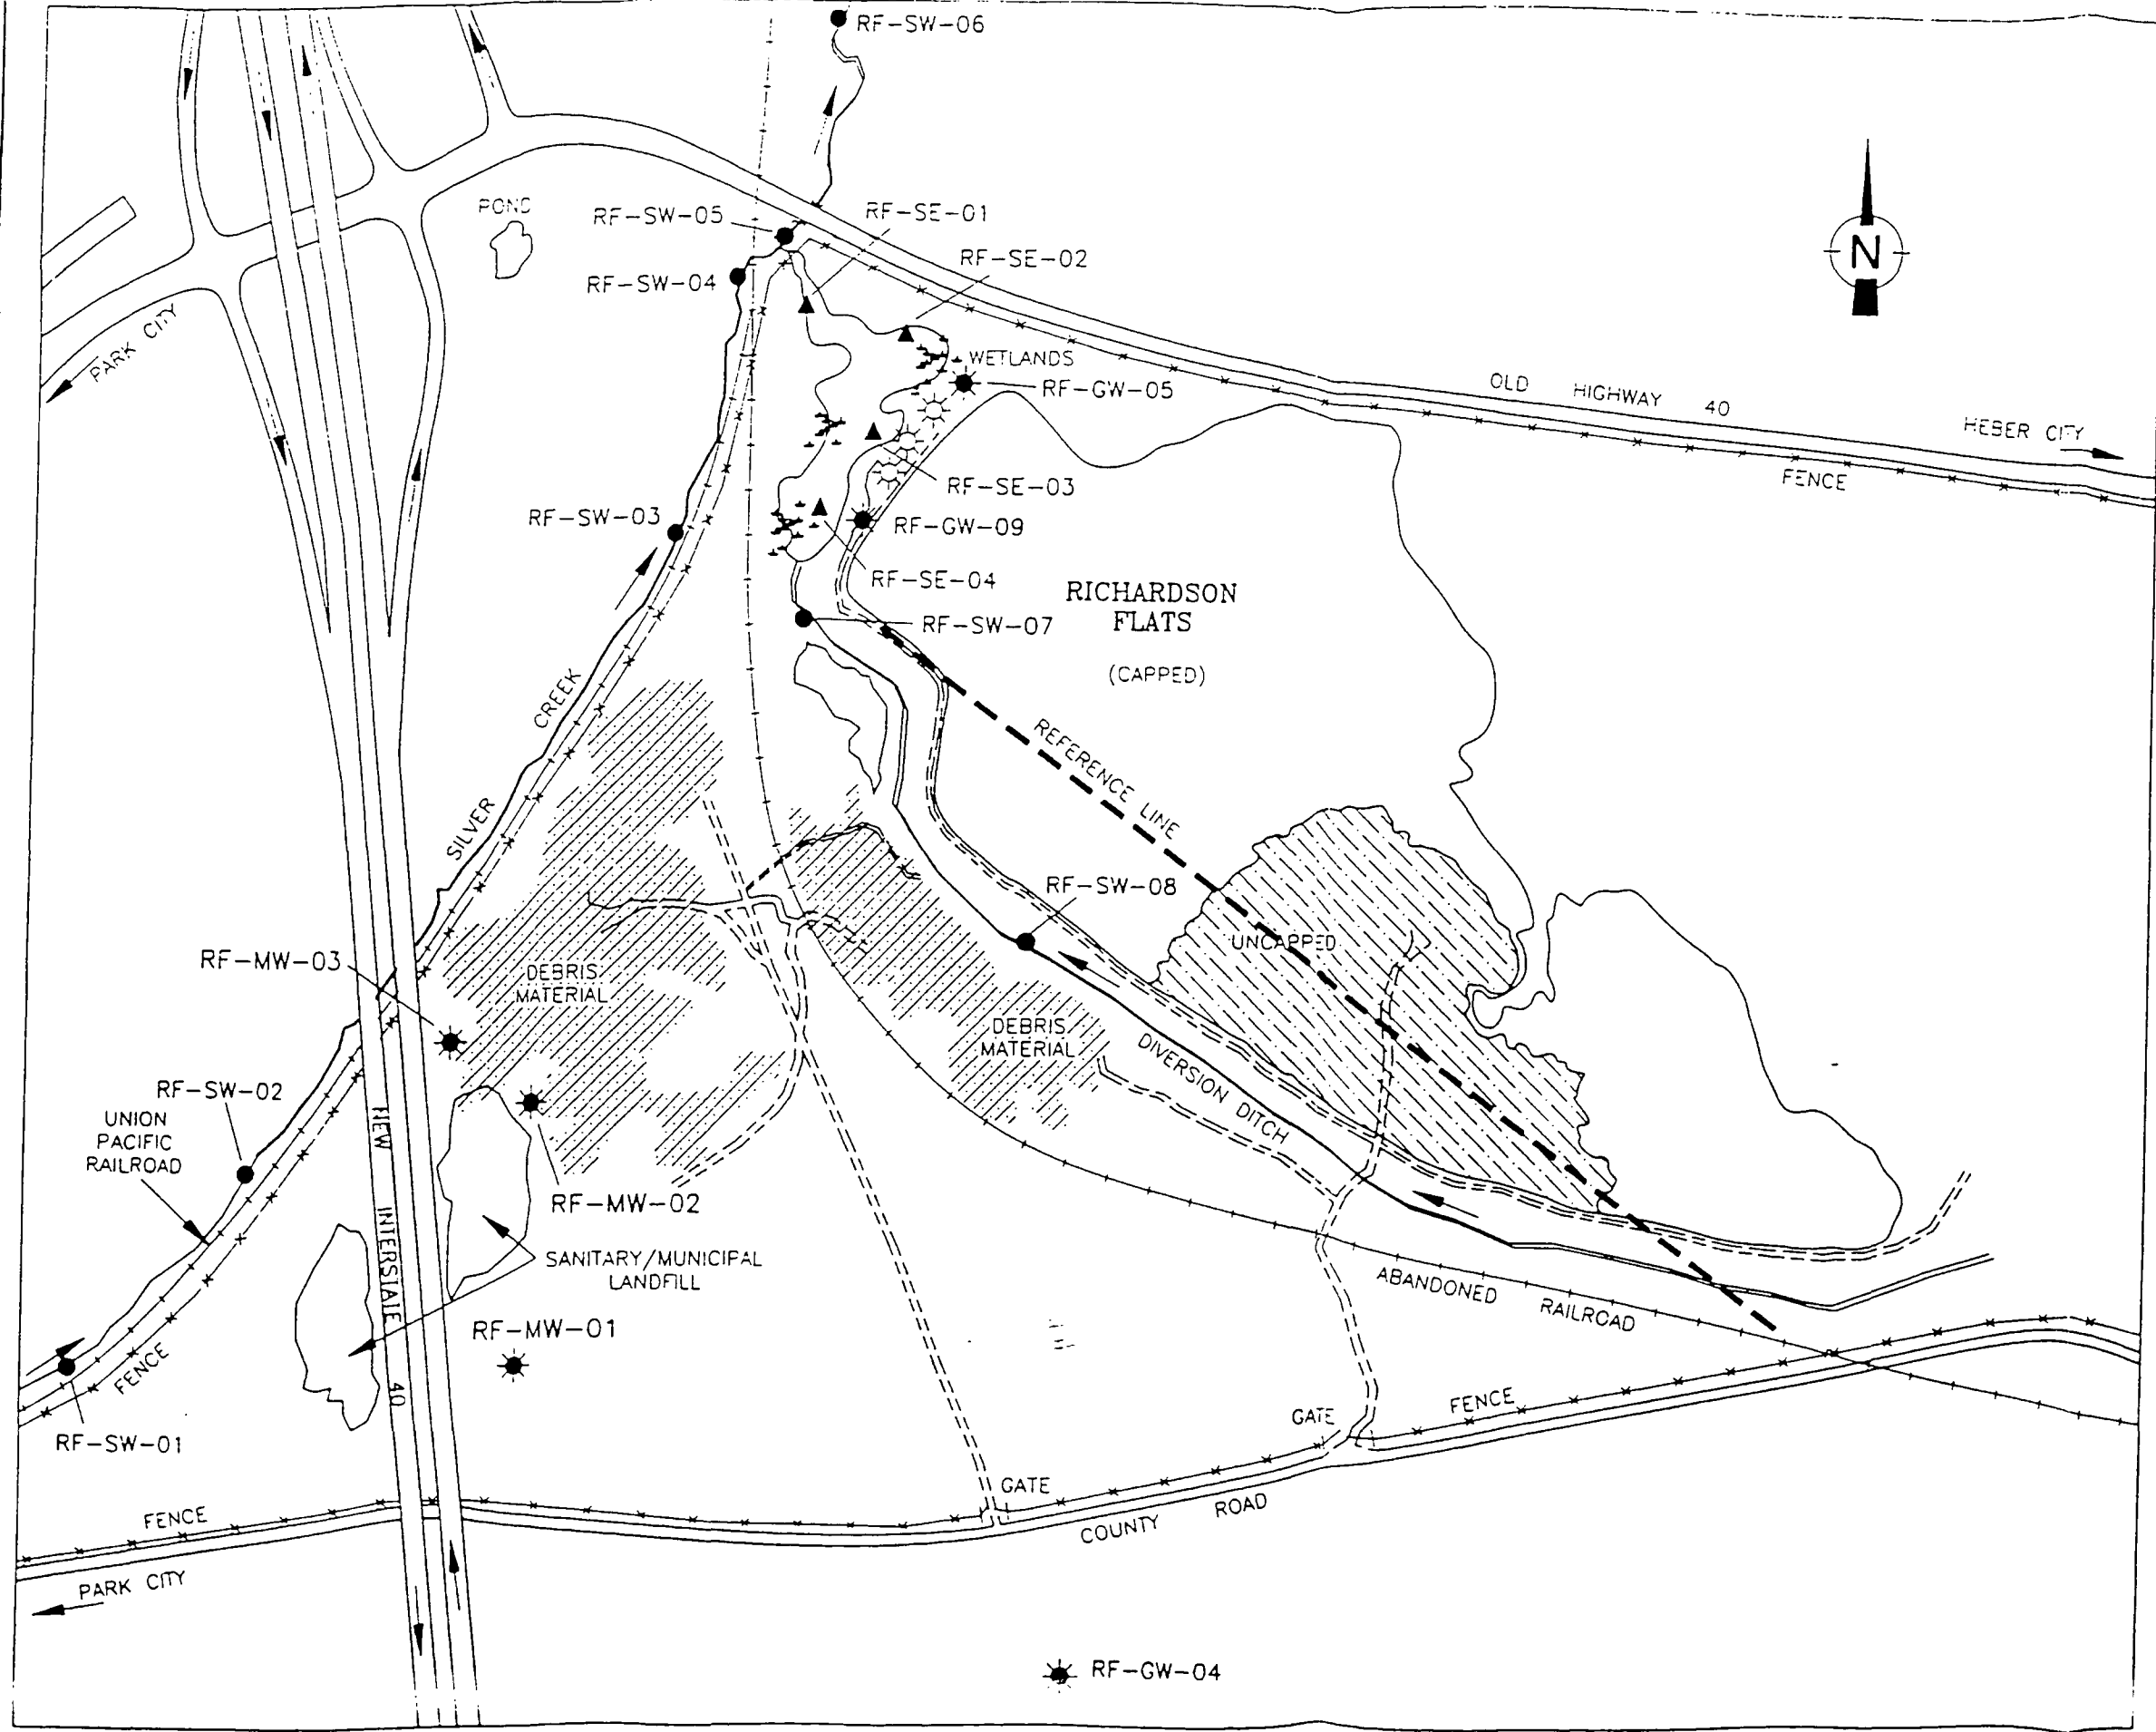 RF-SW-06
N
POND
RF-SW-05
RF-SE-01
RF-SE-02
RF-SW-04
WETLANDS
RF-GW-05
PARK CITY
OLD HIGHWAY 40
HEBER CITY
FENCE
RF-SE-03
RF-SW-03
RF-GW-09
RF-SE-04
RICHARDSON
FLATS
(CAPPED)
RF-SW-07
SILVER CREEK
REFERENCE LINE
RF-SW-08
UNCAPPED
RF-MW-03
DEBRIS
MATERIAL
DEBRIS
MATERIAL
DIVERSION DITCH
RF-SW-02
UNION
PACIFIC
RAILROAD
NEW INTERSTATE 40
RF-MW-02
SANITARY/MUNICIPAL
LANDFILL
ABANDONED RAILROAD
RF-MW-01
FENCE
RF-SW-01
GATE
FENCE
GATE
FENCE
COUNTY ROAD
PARK CITY
RF-GW-04